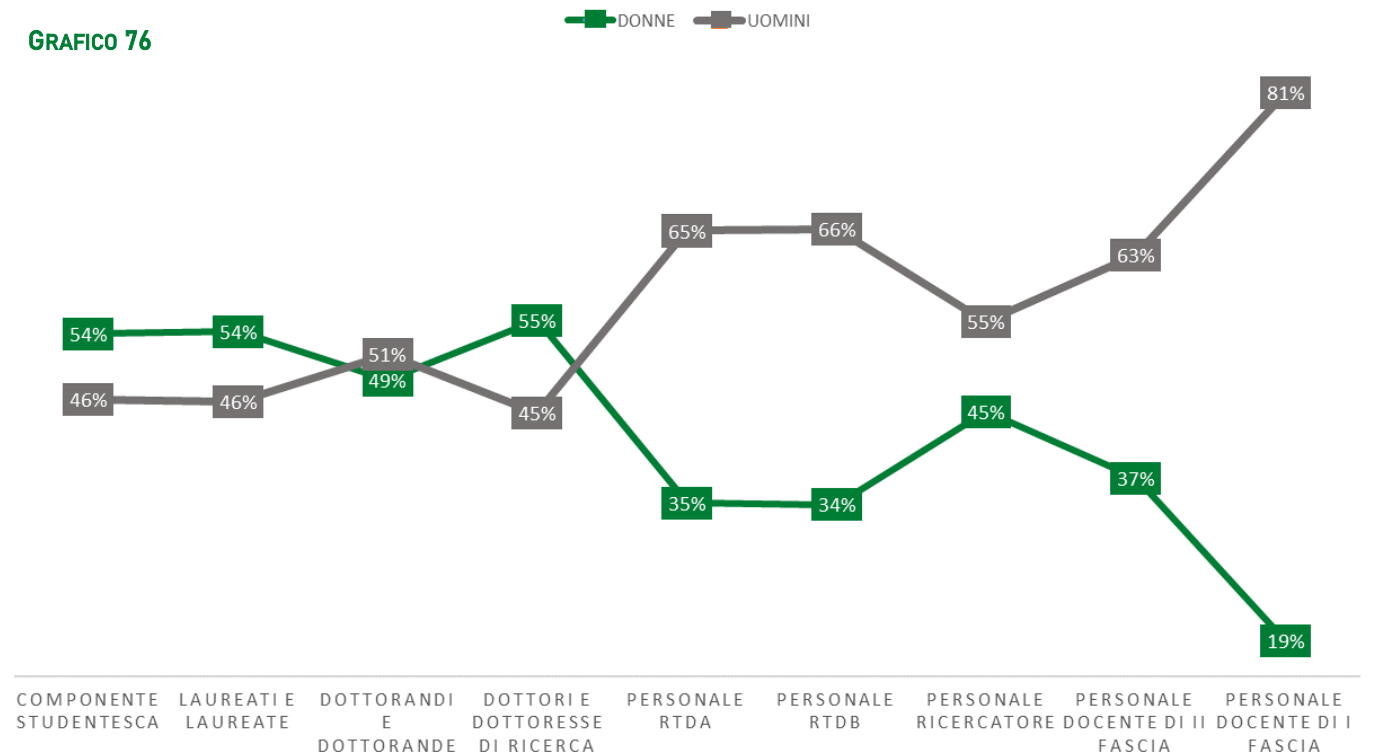 DONNE UOMINI
GRAFICO 76
81%
65% 66%
63%
55%
54% 54% 55%
51%
49%
46% 46% 45%
45%
37%
35% 34%
19%
COMPONENTE STUDENTESCA
LAUREATI E LAUREATE
DOTTORANDI E DOTTORANDE
DOTTORI E DOTTORESSE DI RICERCA
PERSONALE RTDA
PERSONALE RTDB
PERSONALE RICERCATORE
PERSONALE DOCENTE DI II FASCIA
PERSONALE DOCENTE DI I FASCIA